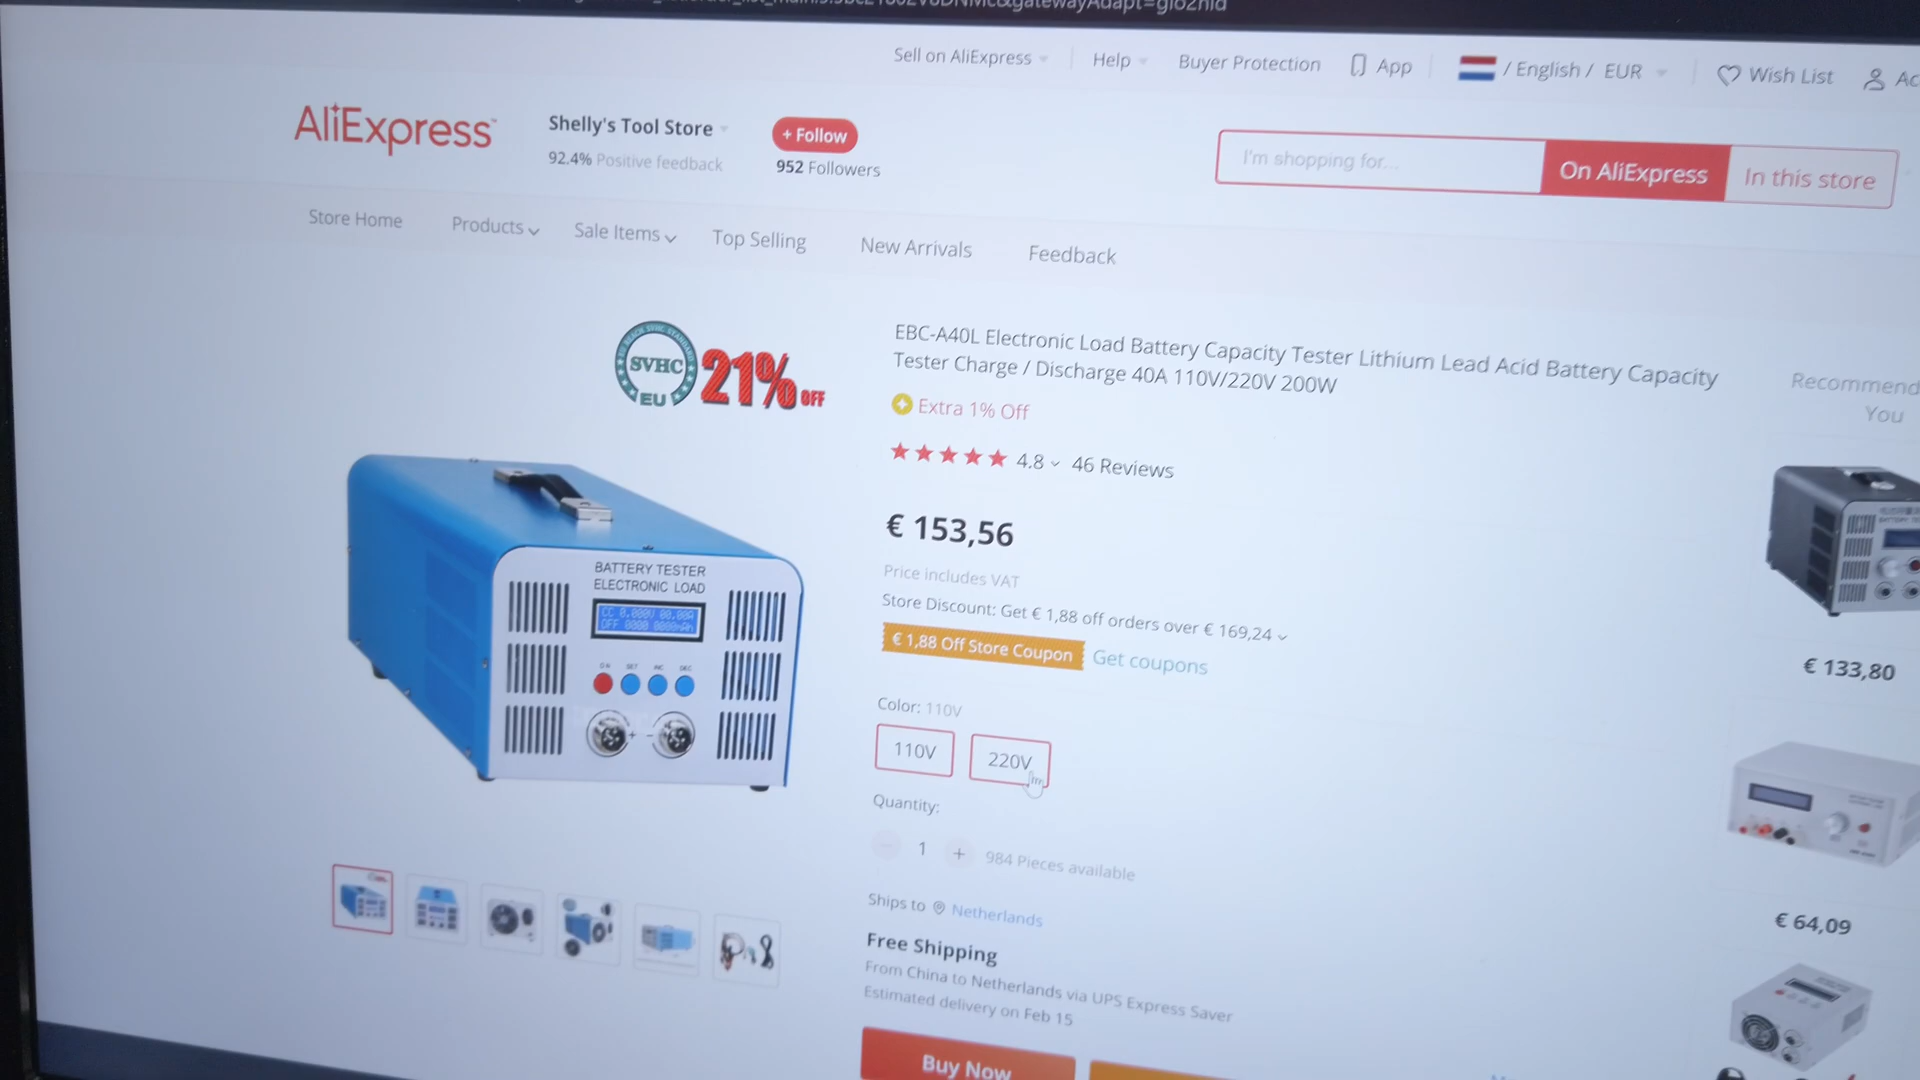 Sell on AliExpress
Help
Buyer Protection
App
/ English / EUR
Wish List
AliExpress
Shelly's Tool Store
92.4% Positive feedback
+ Follow
952 Followers
I'm shopping for...
On AliExpress
In this store
Store Home
Products
Sale Items
Top Selling
New Arrivals
Feedback
SVHC
EU
21% OFF
EBC-A40L Electronic Load Battery Capacity Tester Lithium Lead Acid Battery Capacity
Tester Charge / Discharge 40A 110V/220V 200W
Extra 1% Off
4.8
46 Reviews
€ 153,56
Price includes VAT
Store Discount: Get € 1,88 off orders over € 169,24
€ 1,88 Off Store Coupon
Get coupons
Color: 110V
110V
220V
Quantity:
1
984 Pieces available
Ships to
Netherlands
Free Shipping
From China to Netherlands via UPS Express Saver
Estimated delivery on Feb 15
Buy Now
BATTERY TESTER
ELECTRONIC LOAD
Recommend
You
€ 133,80
€ 64,09